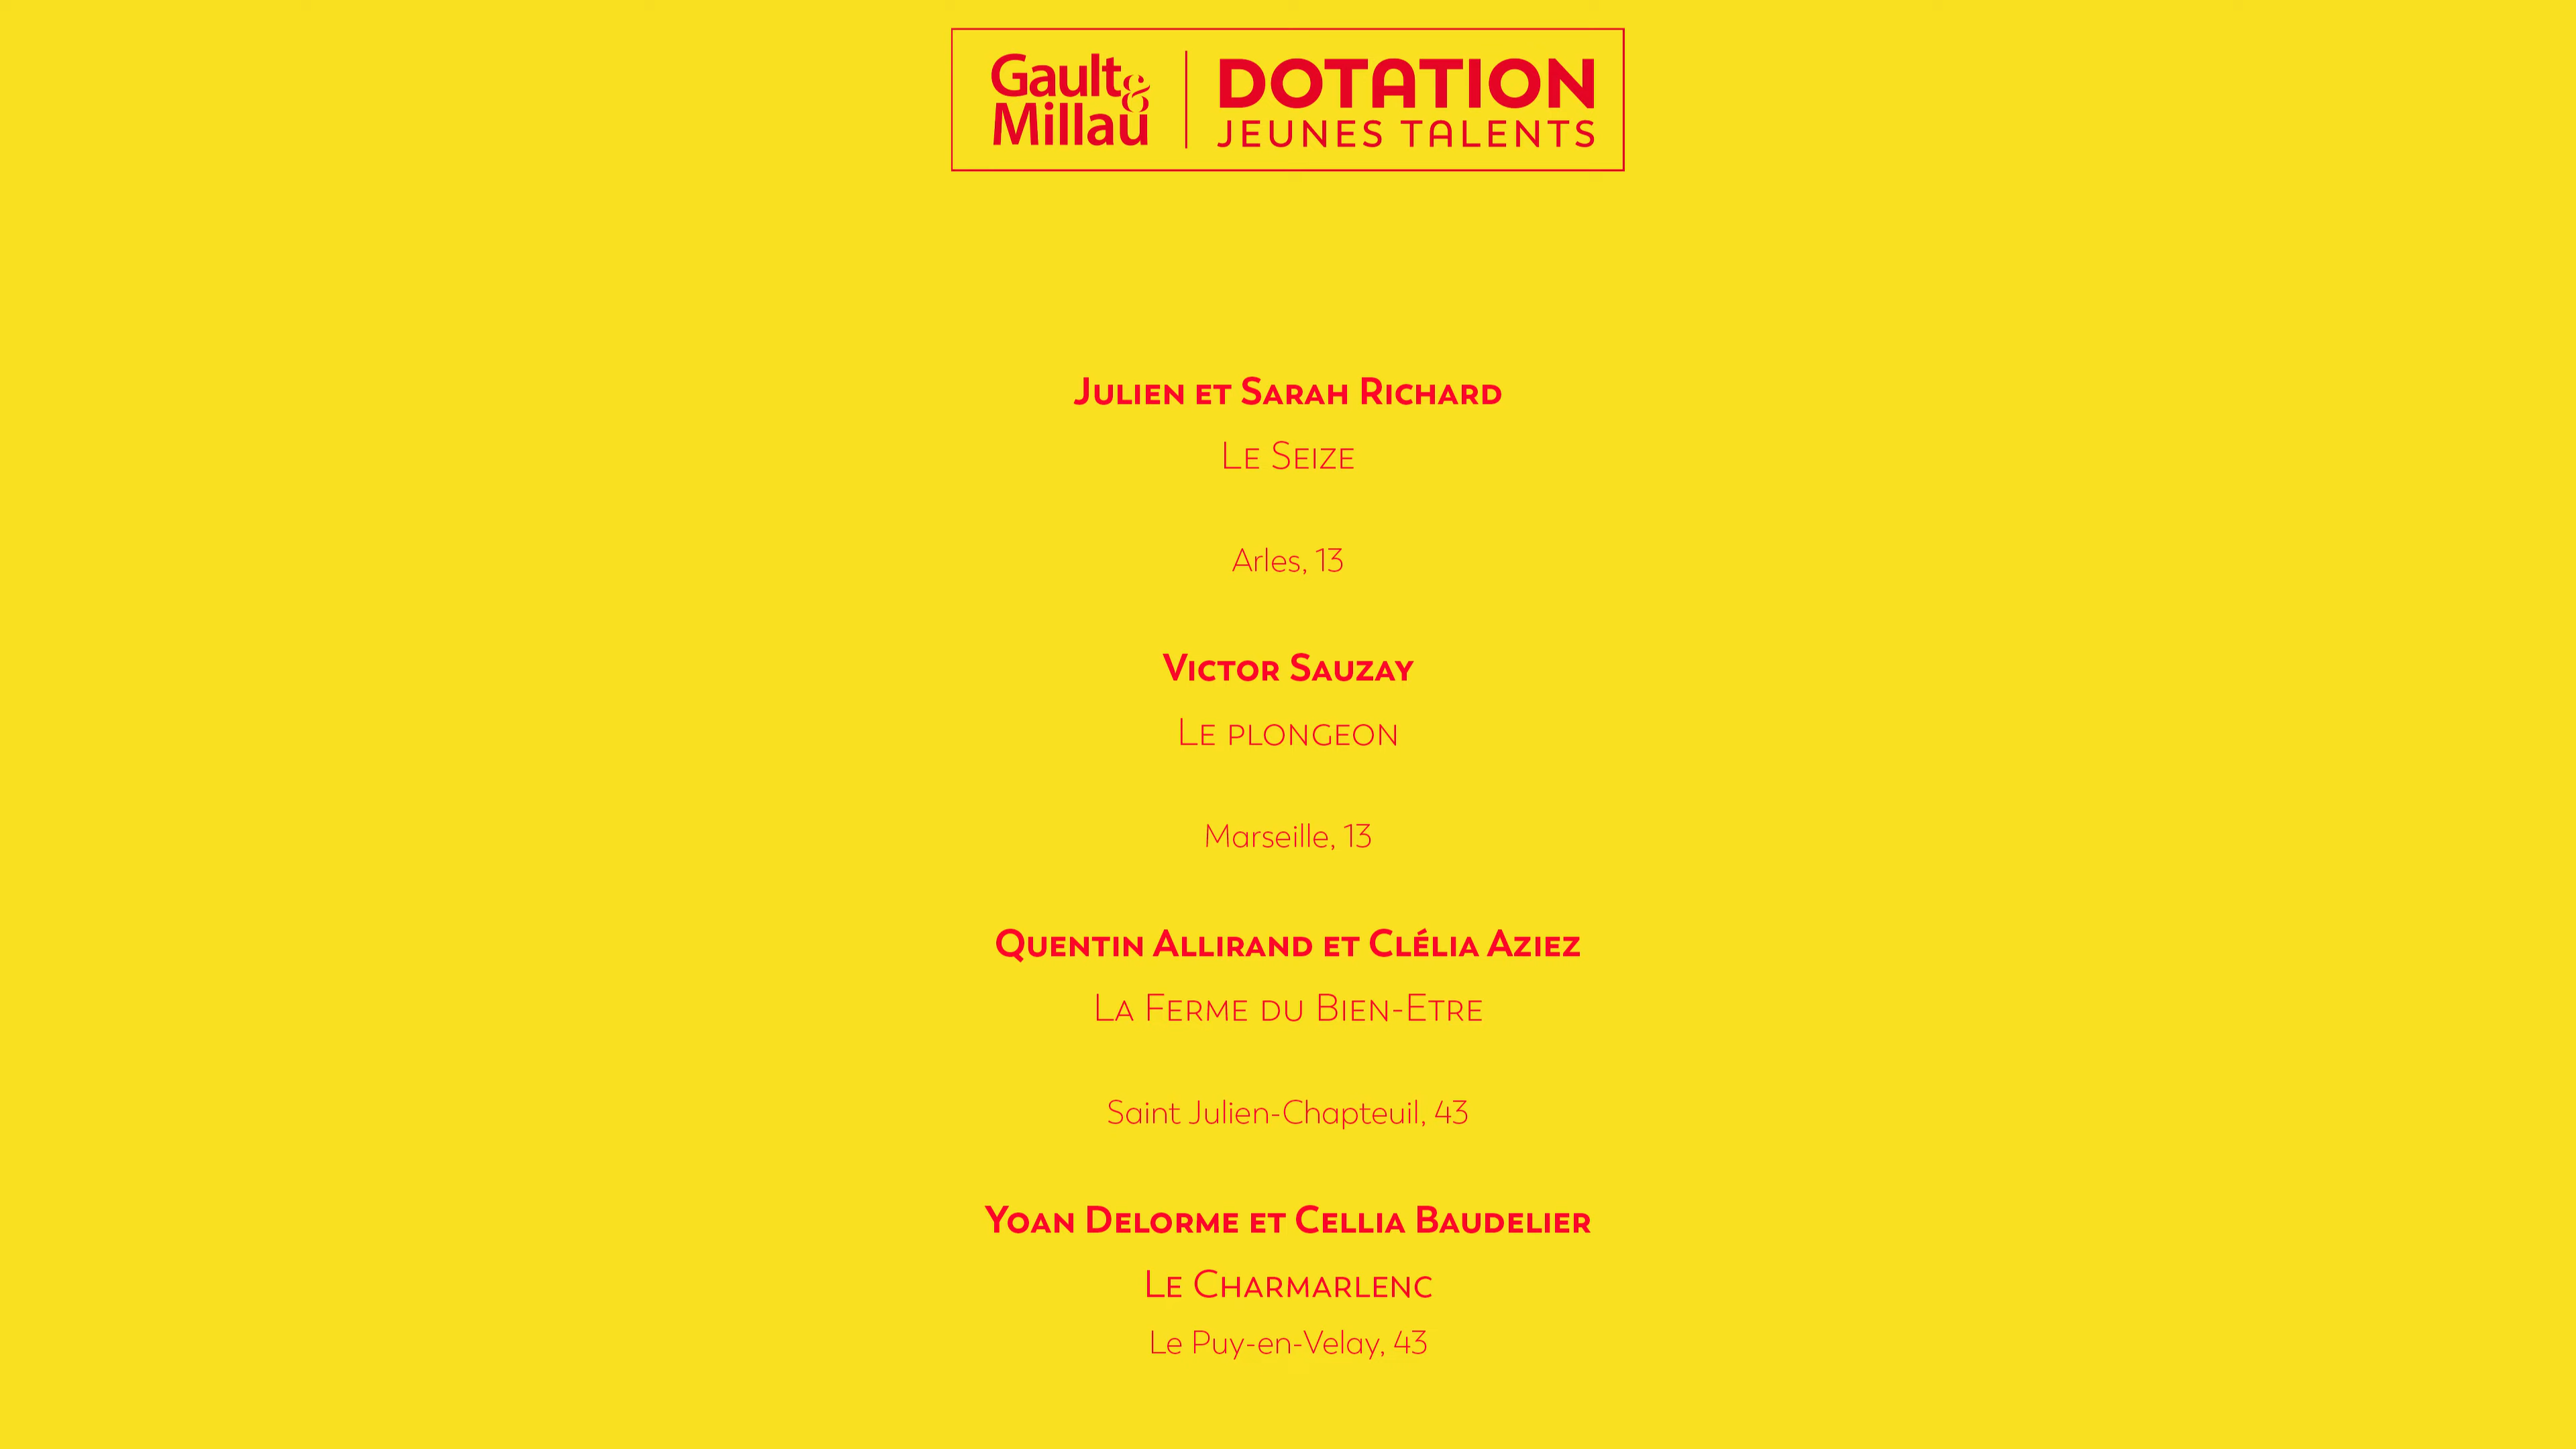 Gault & Millau
DOTATION
JEUNES TALENTS
Julien et Sarah Richard
Le Seize
Arles, 13
Victor Sauzay
Le plongeon
Marseille, 13
Quentin Allirand et Clélia Aziez
La Ferme du Bien-Etre
Saint Julien-Chapteuil, 43
Yoan Delorme et Cellia Baudelier
Le Charmarlenc
Le Puy-en-Velay, 43